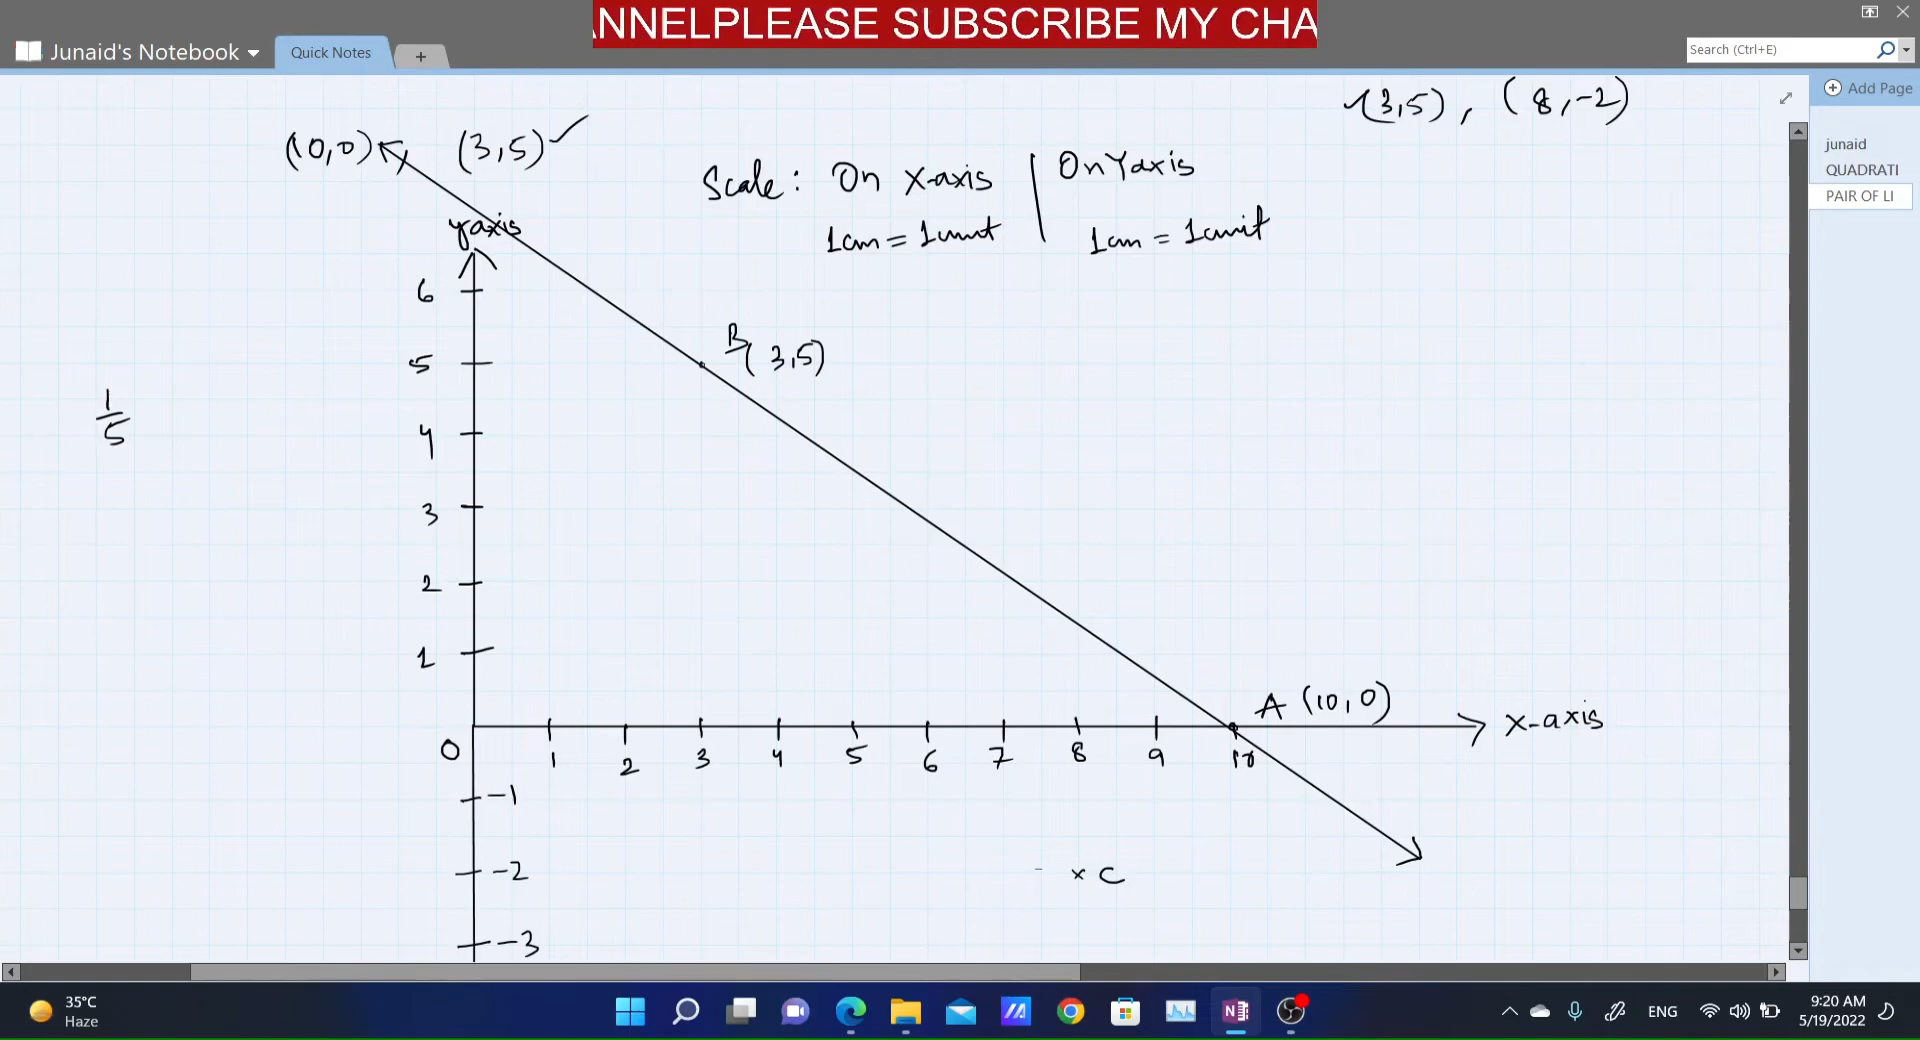 NNELPLEASE SUBSCRIBE MY CHA
Junaid's Notebook
Quick Notes
+
Search (Ctrl+E)
Add Page
junaid
QUADRATI
PAIR OF LI
(3,5), (8,-2)
(10,0) (3,5)
Scale: On X-axis | On Yaxis
1cm = 1unit 1cm = 1unit
y axis
6
B(3,5)
5
1/5
4
3
2
1
A (10,0)
X-axis
0 1 2 3 4 5 6 7 8 9 10
-1
-2
× C
-3
35°C
Haze
ENG
9:20 AM
5/19/2022